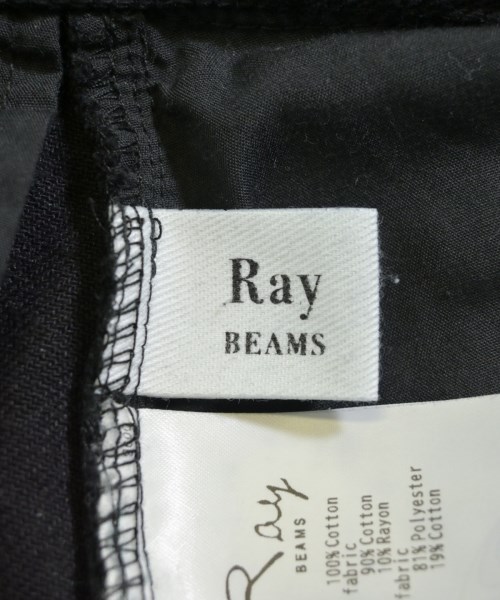 Ray
BEAMS
Ray
BEAMS
100%Cotton
fabric
90%Cotton
10%Rayon
fabric
81%Polyester
19%Cotton